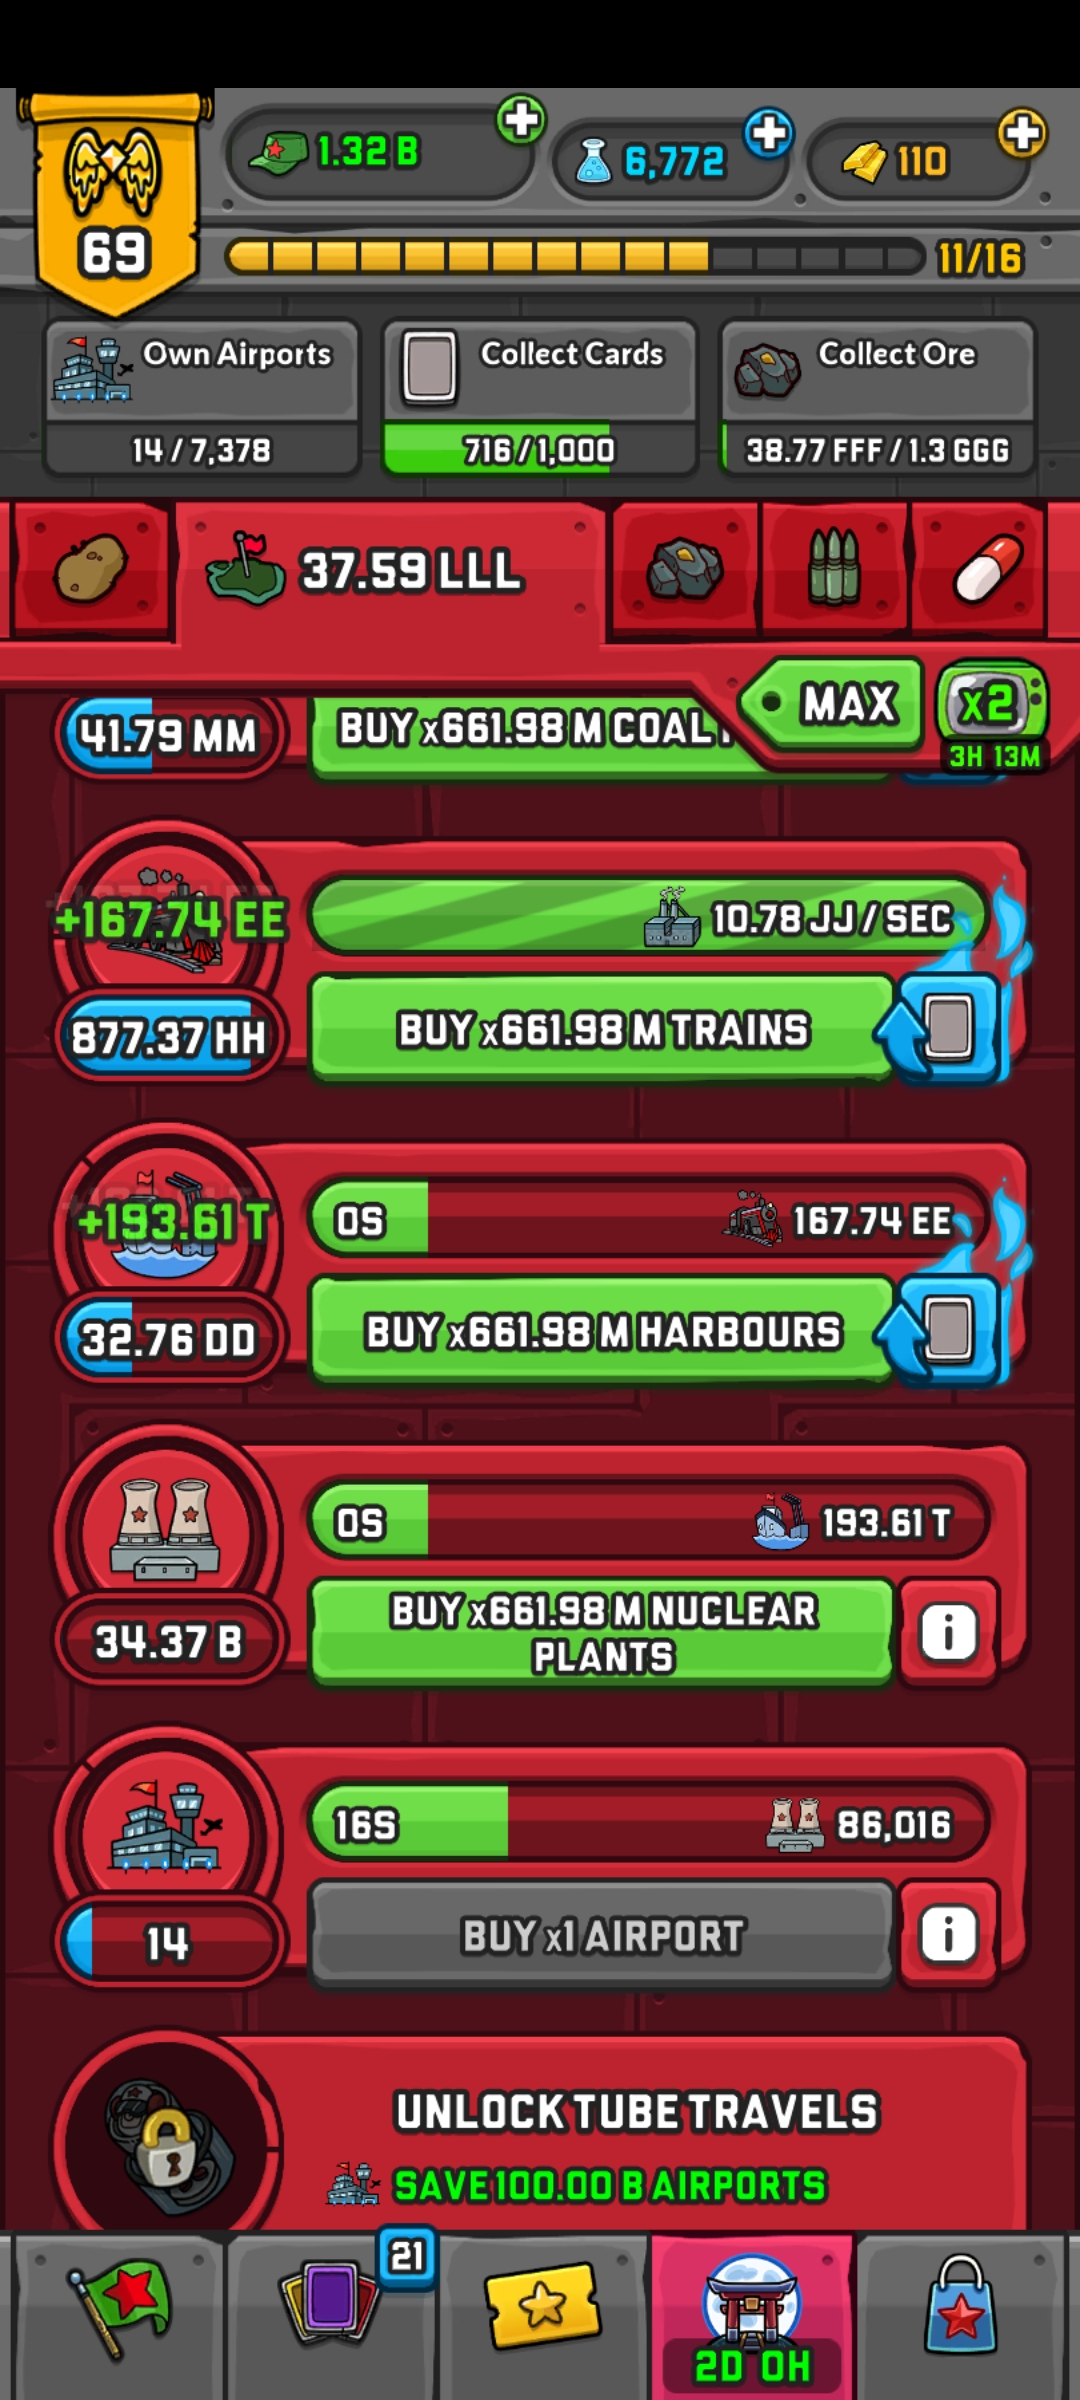 1.32 B
6,772
110
69
11/16
Own Airports
14 / 7,378
Collect Cards
716 / 1,000
Collect Ore
38.77 FFF / 1.3 GGG
37.59 LLL
MAX
x2
3H 13M
41.79 MM
BUY x661.98 M COAL
+167.74 EE
10.78 JJ / SEC
877.37 HH
BUY x661.98 M TRAINS
+193.61 T
0S
167.74 EE
32.76 DD
BUY x661.98 M HARBOURS
0S
193.61 T
34.37 B
BUY x661.98 M NUCLEAR
PLANTS
i
16S
86,016
14
BUY x1 AIRPORT
i
UNLOCK TUBE TRAVELS
SAVE 100.00 B AIRPORTS
21
2D 0H